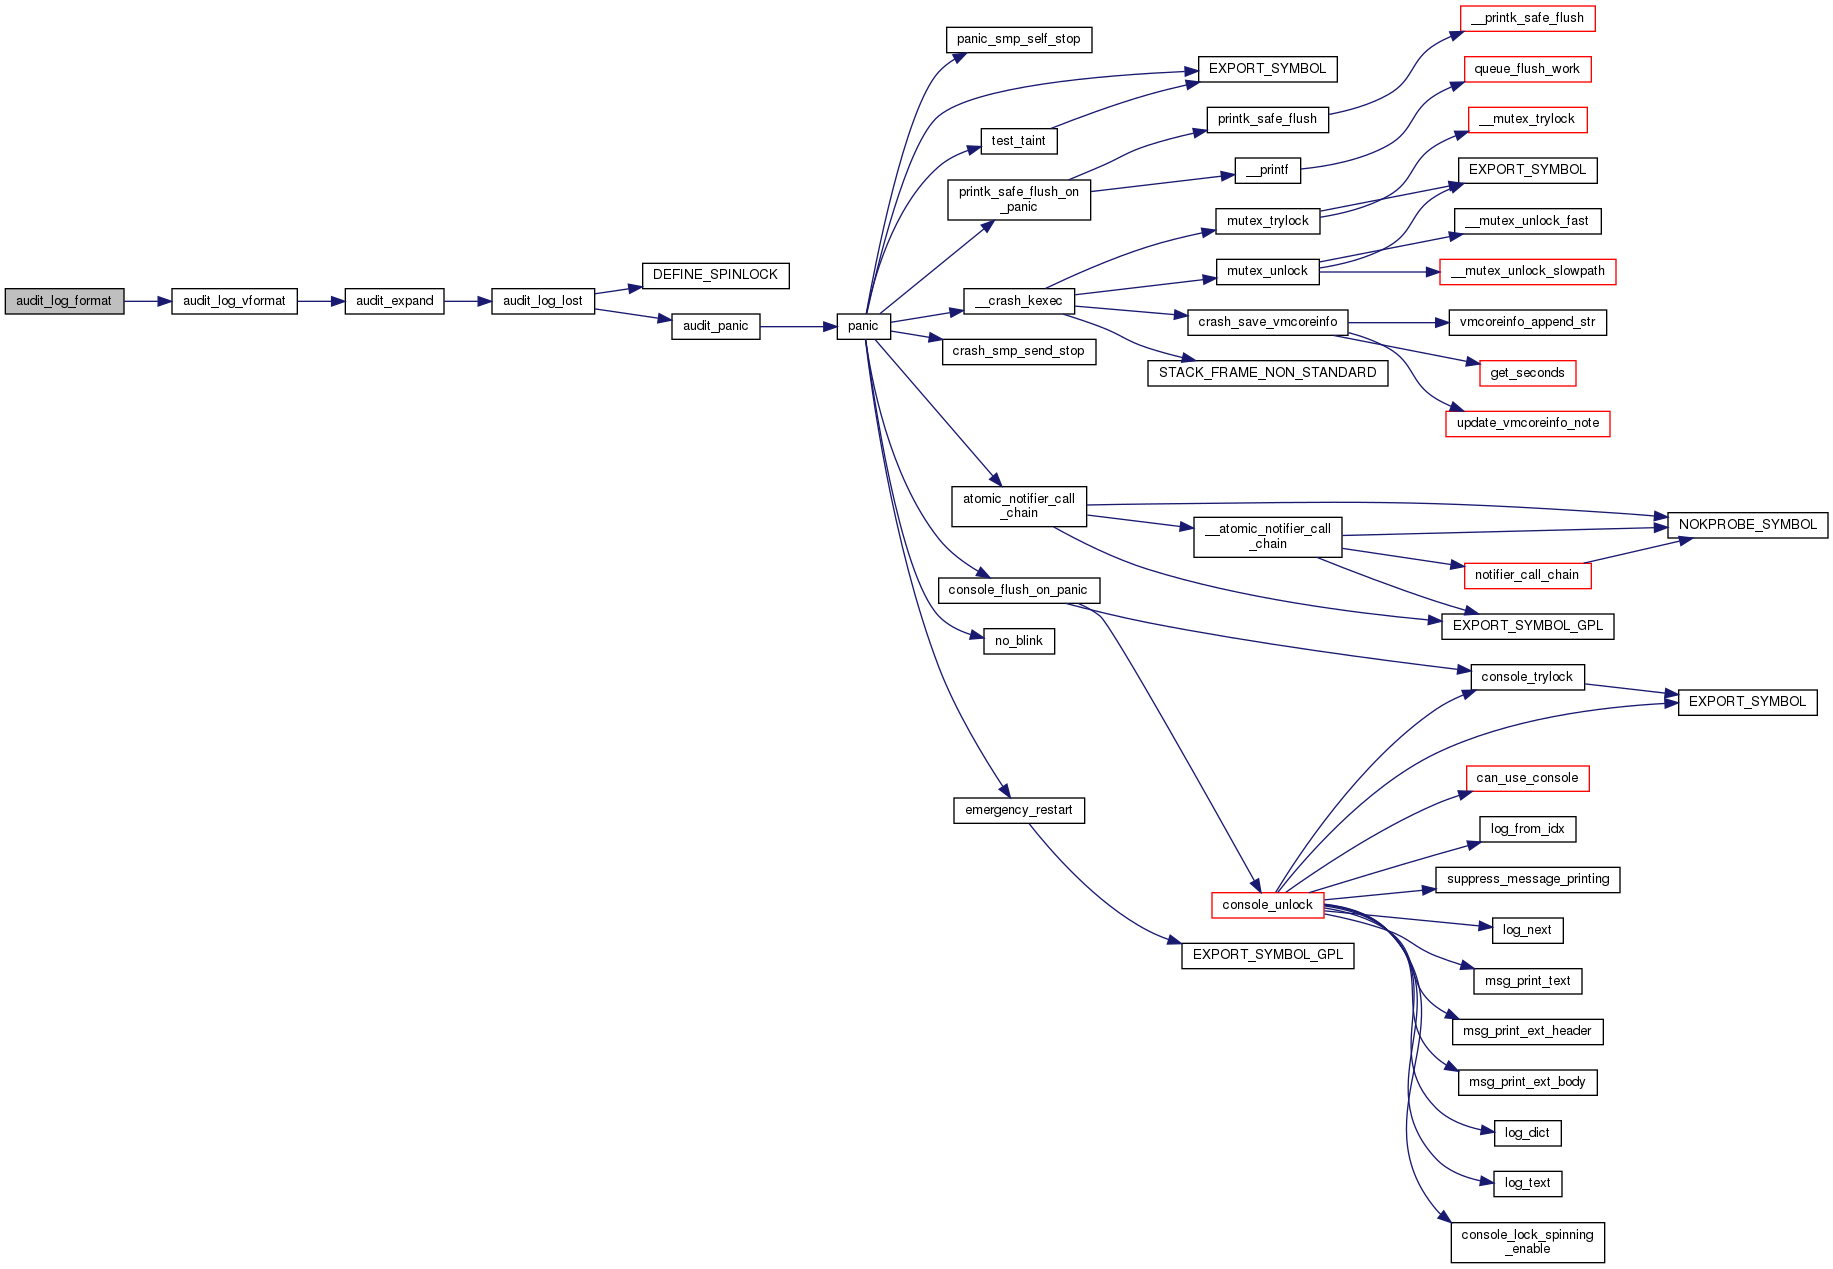 audit_log_format
audit_log_vformat
audit_expand
audit_log_lost
DEFINE_SPINLOCK
audit_panic
panic
panic_smp_self_stop
EXPORT_SYMBOL
test_taint
printk_safe_flush_on
_panic
__crash_kexec
crash_smp_send_stop
atomic_notifier_call
_chain
console_flush_on_panic
no_blink
emergency_restart
printk_safe_flush
__printf
mutex_trylock
mutex_unlock
crash_save_vmcoreinfo
STACK_FRAME_NON_STANDARD
__atomic_notifier_call
_chain
console_unlock
EXPORT_SYMBOL_GPL
__printk_safe_flush
queue_flush_work
__mutex_trylock
EXPORT_SYMBOL
__mutex_unlock_fast
__mutex_unlock_slowpath
vmcoreinfo_append_str
get_seconds
update_vmcoreinfo_note
NOKPROBE_SYMBOL
notifier_call_chain
EXPORT_SYMBOL_GPL
console_trylock
EXPORT_SYMBOL
can_use_console
log_from_idx
suppress_message_printing
log_next
msg_print_text
msg_print_ext_header
msg_print_ext_body
log_dict
log_text
console_lock_spinning
_enable